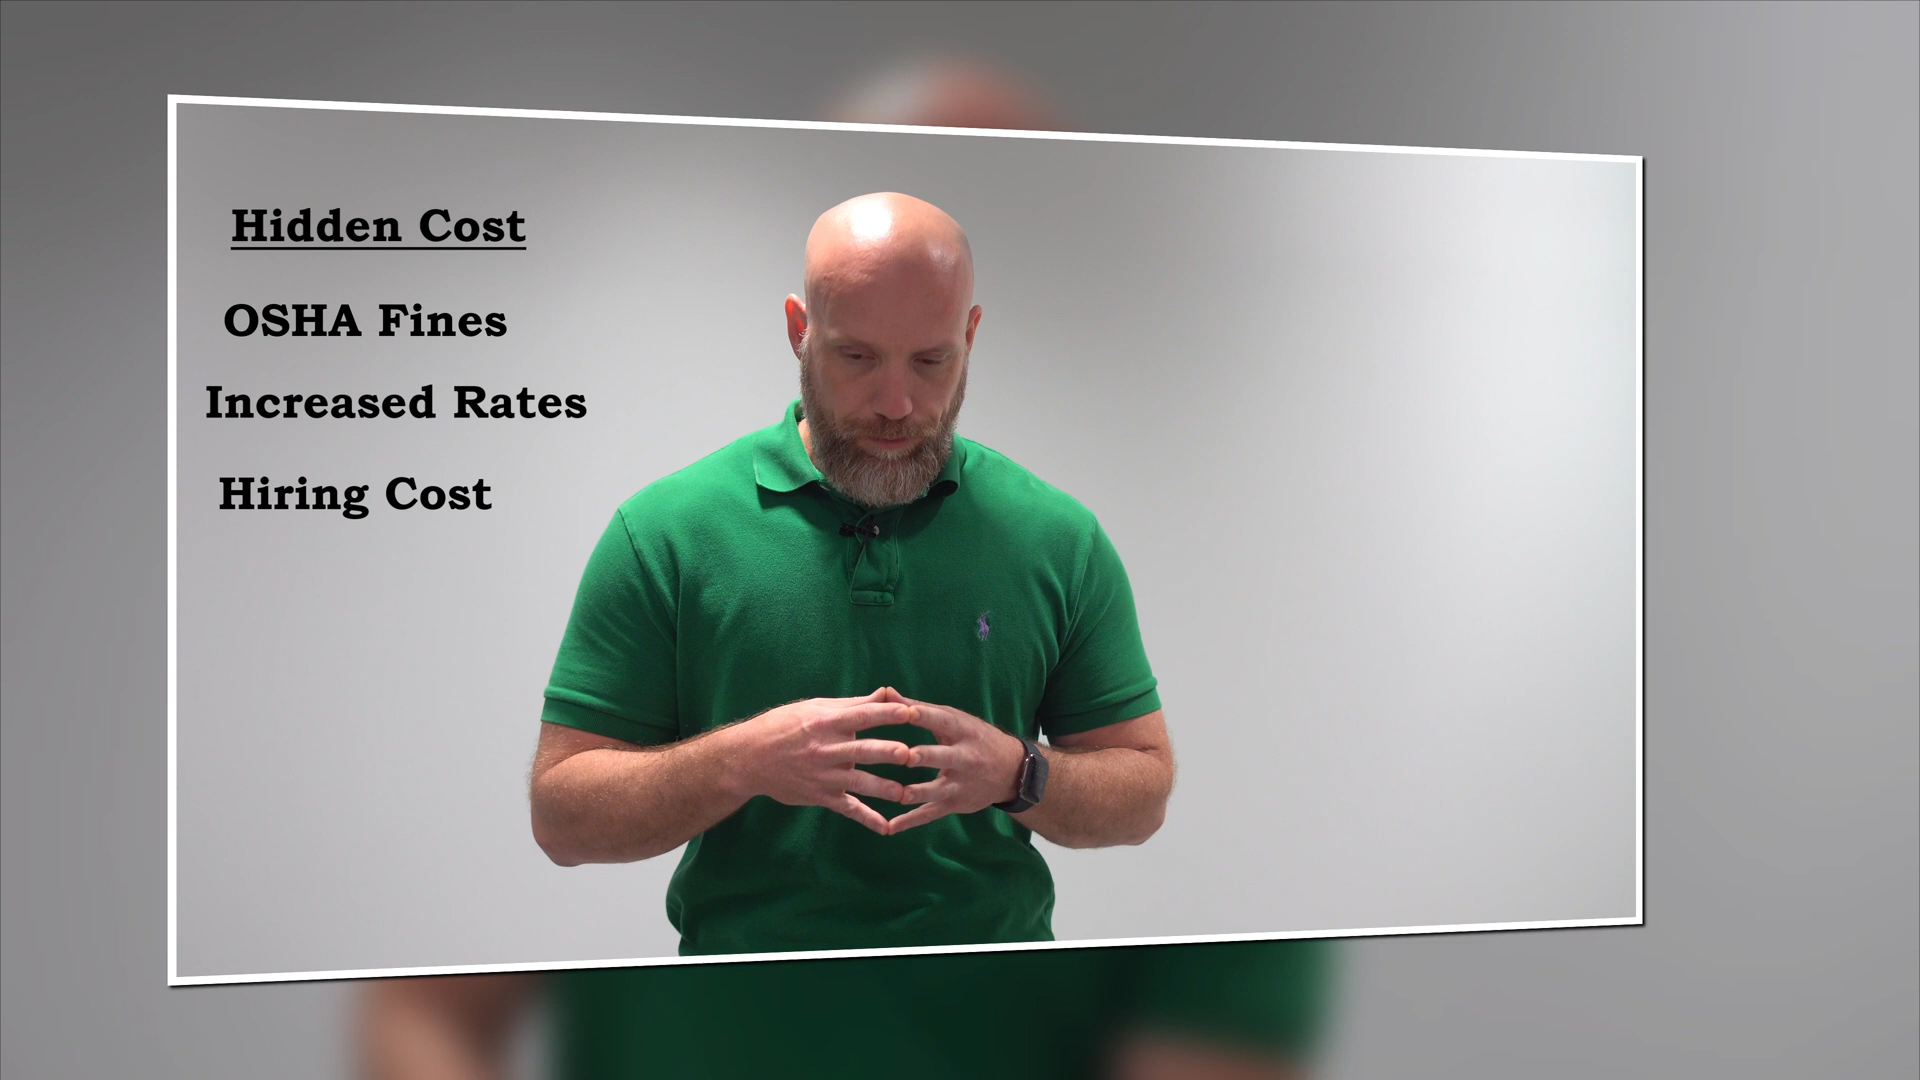 Hidden Cost
OSHA Fines
Increased Rates
Hiring Cost